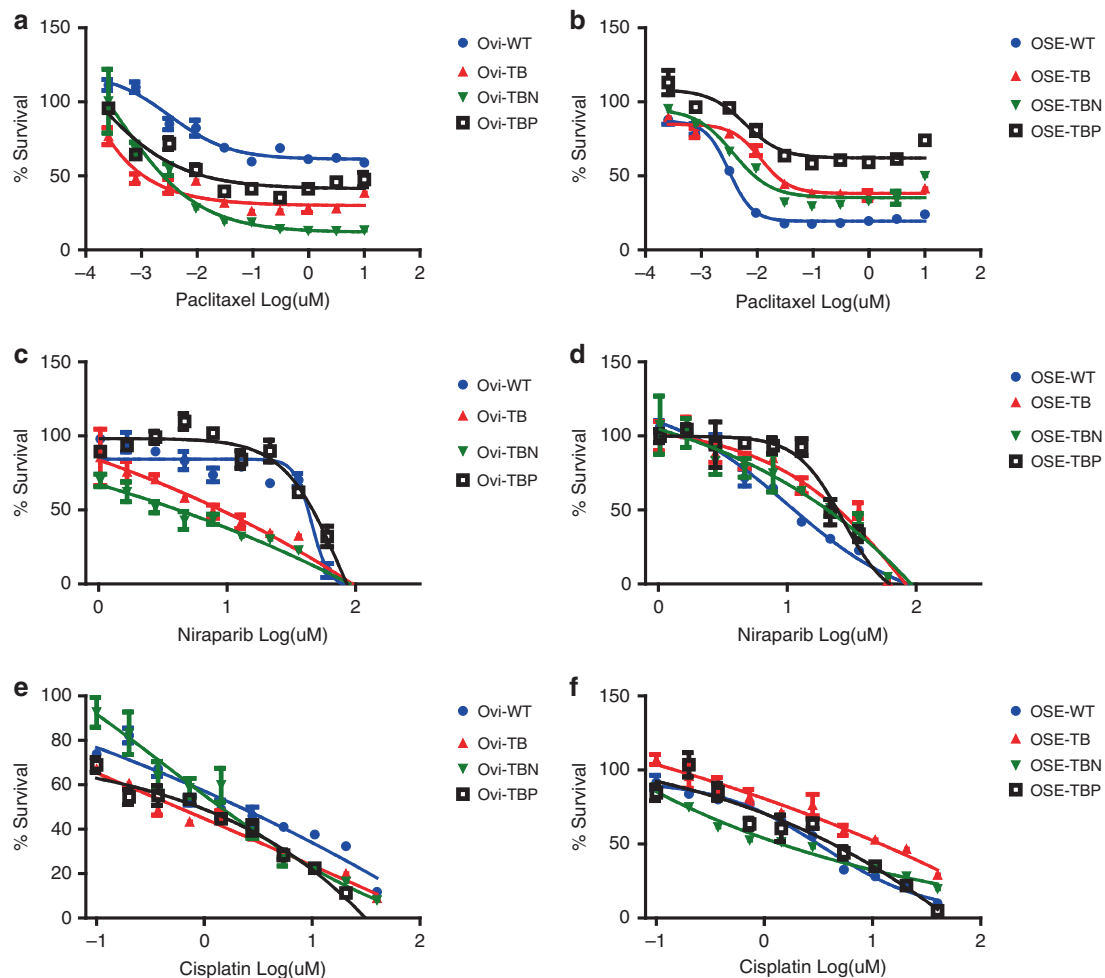 a
150
100
50
0
% Survival
−4 −3 −2 −1 0 1 2
Paclitaxel Log(uM)
Ovi-WT
Ovi-TB
Ovi-TBN
Ovi-TBP
b
150
100
50
0
% Survival
−4 −3 −2 −1 0 1 2
Paclitaxel Log(uM)
OSE-WT
OSE-TB
OSE-TBN
OSE-TBP
c
150
100
50
0
% Survival
0 1 2
Niraparib Log(uM)
Ovi-WT
Ovi-TB
Ovi-TBN
Ovi-TBP
d
150
100
50
0
% Survival
0 1 2
Niraparib Log(uM)
OSE-WT
OSE-TB
OSE-TBN
OSE-TBP
e
100
80
60
40
20
0
% Survival
−1 0 1 2
Cisplatin Log(uM)
Ovi-WT
Ovi-TB
Ovi-TBN
Ovi-TBP
f
150
100
50
0
% Survival
−1 0 1 2
Cisplatin Log(uM)
OSE-WT
OSE-TB
OSE-TBN
OSE-TBP